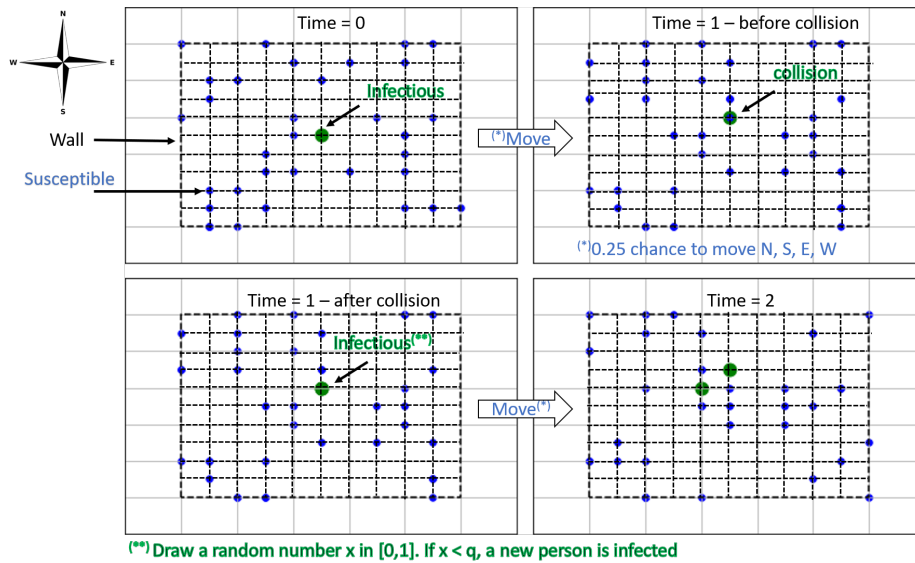 N
W E
S
Time = 0
Infectious
Wall
Susceptible
(*)Move
Time = 1 – before collision
collision
(*)0.25 chance to move N, S, E, W
Time = 1 – after collision
Infectious(**)
Move(*)
Time = 2
(**) Draw a random number x in [0,1]. If x < q, a new person is infected